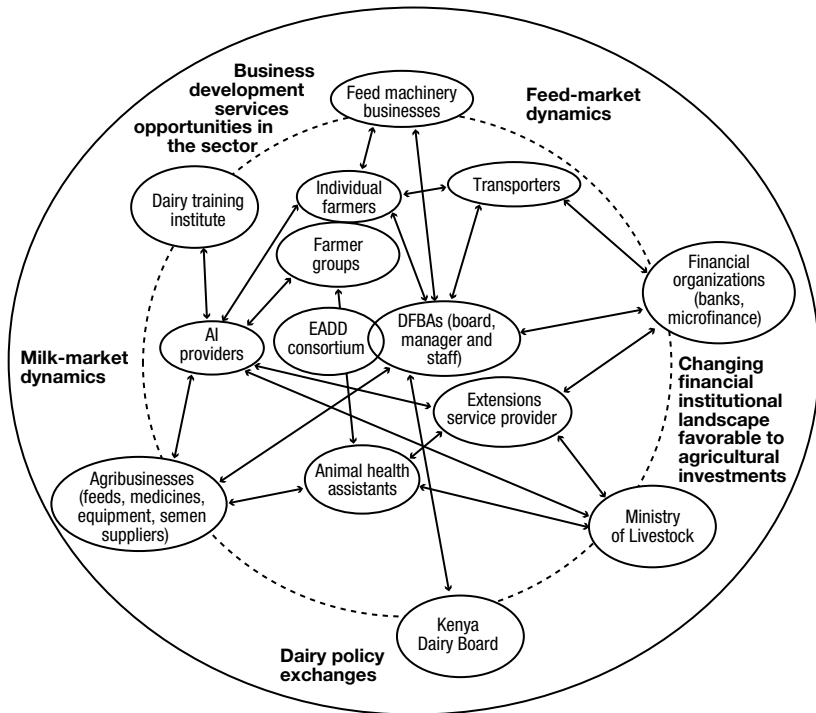 Business
development
services
opportunities in
the sector
Feed machinery
businesses
Feed-market
dynamics
Dairy training
institute
Individual
farmers
Transporters
Farmer
groups
Financial
organizations
(banks,
microfinance)
AI
providers
EADD
consortium
DFBAs (board,
manager and
staff)
Milk-market
dynamics
Changing
financial
institutional
landscape
favorable to
agricultural
investments
Extensions
service provider
Agribusinesses
(feeds, medicines,
equipment, semen
suppliers)
Animal health
assistants
Ministry
of Livestock
Kenya
Dairy Board
Dairy policy
exchanges